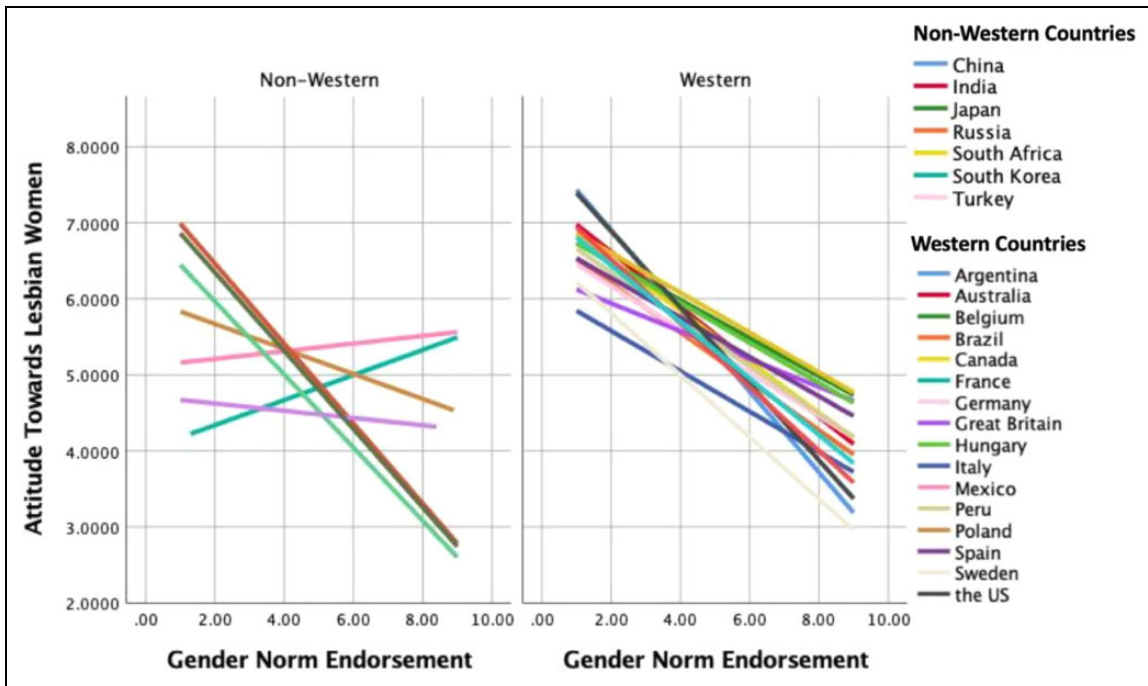 Non-Western
Western
Attitude Towards Lesbian Women
8.0000
7.0000
6.0000
5.0000
4.0000
3.0000
2.0000
.00 2.00 4.00 6.00 8.00 10.00
.00 2.00 4.00 6.00 8.00 10.00
Gender Norm Endorsement
Gender Norm Endorsement
Non-Western Countries
China
India
Japan
Russia
South Africa
South Korea
Turkey
Western Countries
Argentina
Australia
Belgium
Brazil
Canada
France
Germany
Great Britain
Hungary
Italy
Mexico
Peru
Poland
Spain
Sweden
the US